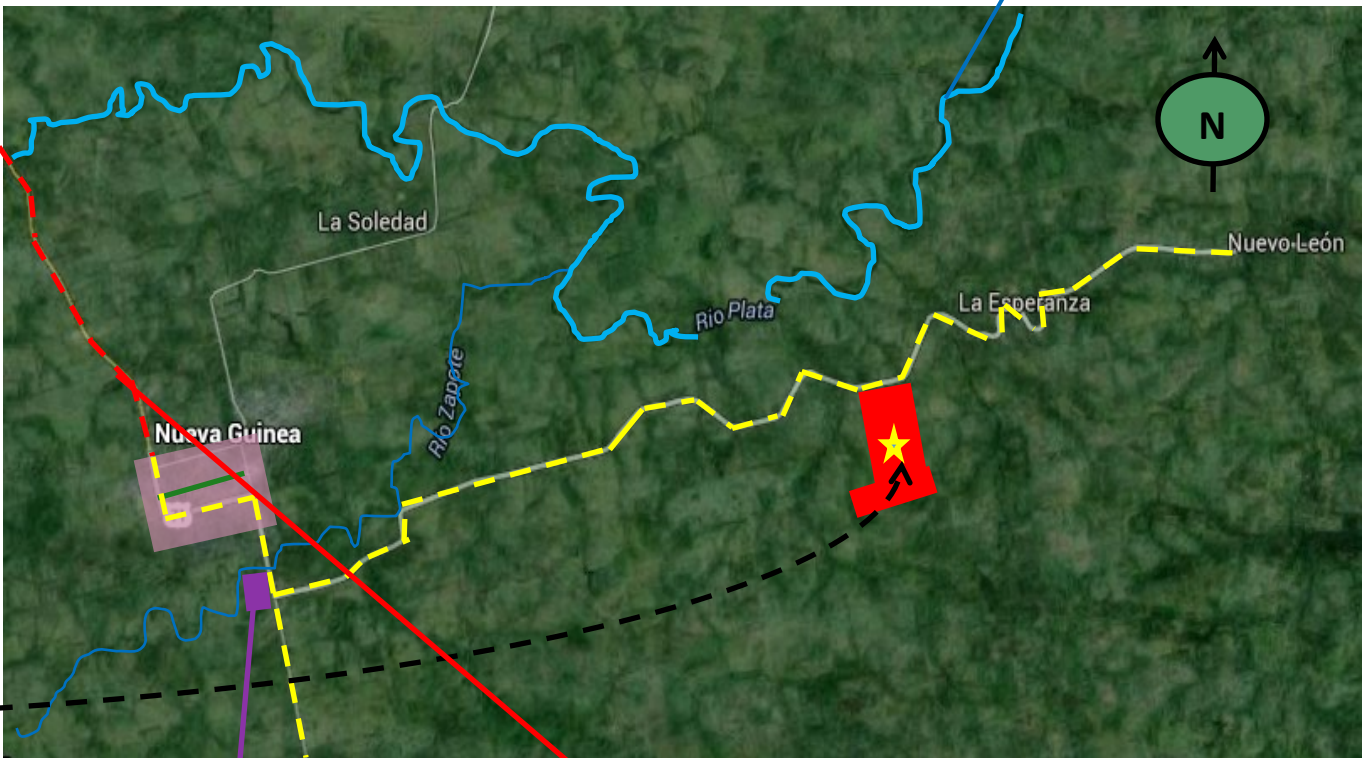 N
La Soledad
Nuevo León
La Esperanza
Rio Plata
Rio Zapote
Nueva Guinea